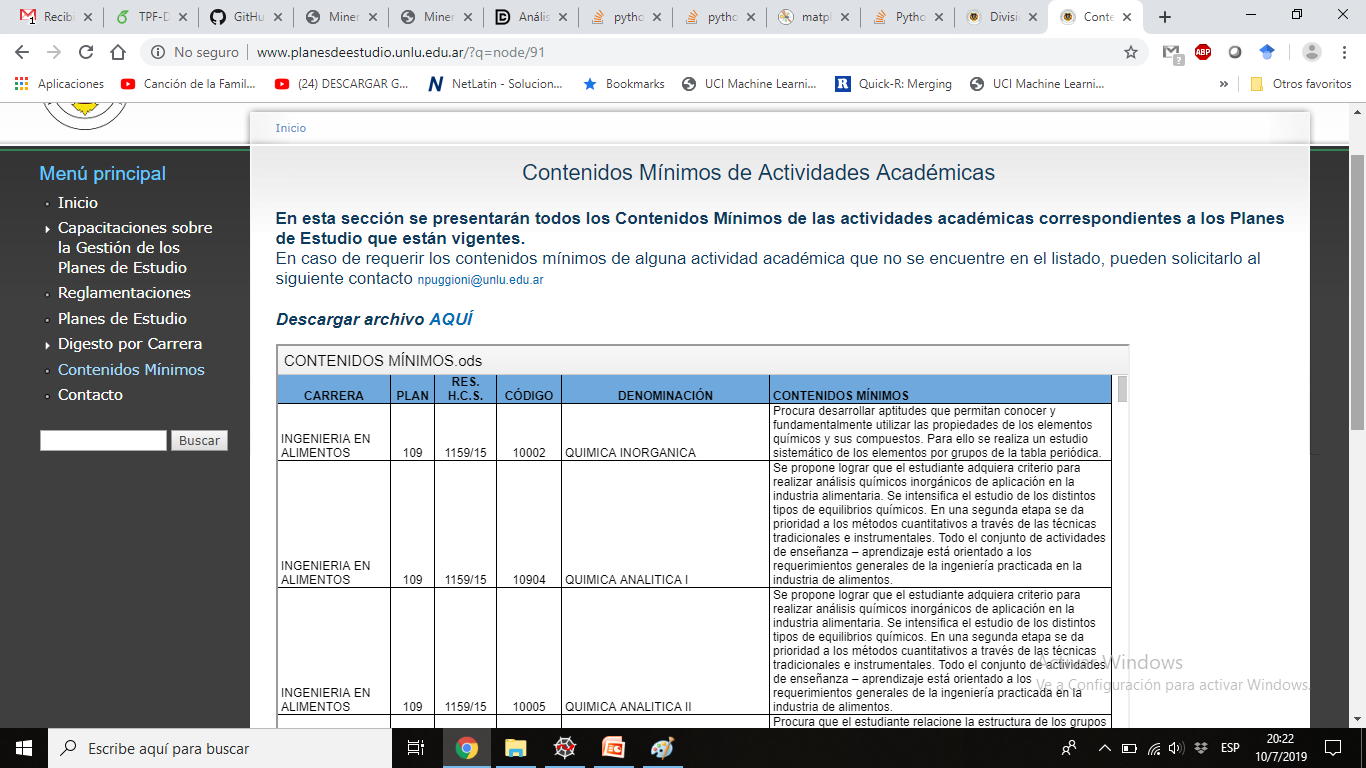 Recibi
TPF-D
GitHu
Miner
Miner
Anális
pytho
pytho
matpl
Pytho
Divisi
Conte
No seguro
www.planesdeestudio.unlu.edu.ar/?q=node/91
Aplicaciones
Canción de la Famil...
(24) DESCARGAR G...
NetLatin - Solucion...
Bookmarks
UCI Machine Learni...
Quick-R: Merging
UCI Machine Learni...
»
Otros favoritos
Inicio
Menú principal
Inicio
Capacitaciones sobre
la Gestión de los
Planes de Estudio
Reglamentaciones
Planes de Estudio
Digesto por Carrera
Contenidos Mínimos
Contacto
Buscar
Contenidos Mínimos de Actividades Académicas
En esta sección se presentarán todos los Contenidos Mínimos de las actividades académicas correspondientes a los Planes
de Estudio que están vigentes.
En caso de requerir los contenidos mínimos de alguna actividad académica que no se encuentre en el listado, pueden solicitarlo al
siguiente contacto npuggioni@unlu.edu.ar
Descargar archivo AQUÍ
CONTENIDOS MÍNIMOS.ods
CARRERA PLAN RES. H.C.S. CÓDIGO DENOMINACIÓN CONTENIDOS MÍNIMOS
INGENIERIA EN
ALIMENTOS 109 1159/15 10002 QUIMICA INORGANICA
Procura desarrollar aptitudes que permitan conocer y
fundamentalmente utilizar las propiedades de los elementos
químicos y sus compuestos. Para ello se realiza un estudio
sistemático de los elementos por grupos de la tabla periódica.
INGENIERIA EN
ALIMENTOS 109 1159/15 10904 QUIMICA ANALITICA I
Se propone lograr que el estudiante adquiera criterio para
realizar análisis químicos inorgánicos de aplicación en la
industria alimentaria. Se intensifica el estudio de los distintos
tipos de equilibrios químicos. En una segunda etapa se da
prioridad a los métodos cuantitativos a través de las técnicas
tradicionales e instrumentales. Todo el conjunto de actividades
de enseñanza – aprendizaje está orientado a los
requerimientos generales de la ingeniería practicada en la
industria de alimentos.
INGENIERIA EN
ALIMENTOS 109 1159/15 10005 QUIMICA ANALITICA II
Se propone lograr que el estudiante adquiera criterio para
realizar análisis químicos inorgánicos de aplicación en la
industria alimentaria. Se intensifica el estudio de los distintos
tipos de equilibrios químicos. En una segunda etapa se da
prioridad a los métodos cuantitativos a través de las técnicas
tradicionales e instrumentales. Todo el conjunto de actividades
de enseñanza – aprendizaje está orientado a los
requerimientos generales de la ingeniería practicada en la
industria de alimentos.
Procura que el estudiante relacione la estructura de los grupos
Activar Windows
Ve a Configuración para activar Windows.
Escribe aquí para buscar
ESP
20:22
10/7/2019